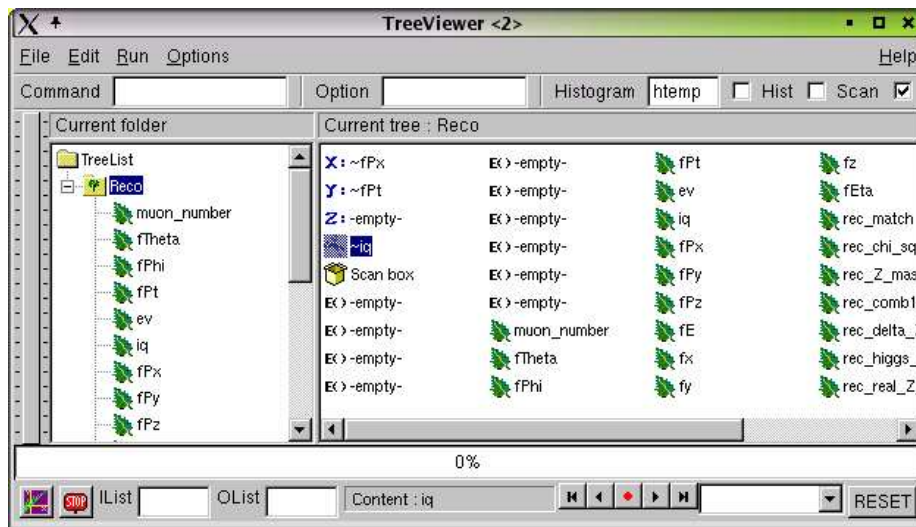 TreeViewer <2>
File Edit Run Options Help
Command Option Histogram htemp Hist Scan
Current folder
Current tree : Reco
TreeList
Reco
muon_number
fTheta
fPhi
fPt
ev
iq
fPx
fPy
fPz
X: ~fPx
Y: ~fPt
Z: -empty-
~iq
Scan box
E() -empty-
E() -empty-
E() -empty-
E() -empty-
E() -empty-
E() -empty-
E() -empty-
E() -empty-
E() -empty-
E() -empty-
muon_number
fTheta
fPhi
fPt
ev
iq
fPx
fPy
fPz
fE
fx
fy
fz
fEta
rec_match
rec_chi_sq
rec_Z_mas
rec_comb1
rec_delta_
rec_higgs_
rec_real_Z
0%
STOP IList OList Content : iq RESET